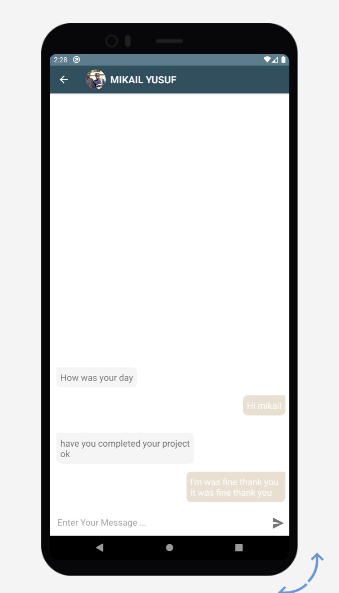 2:28
MIKAIL YUSUF
How was your day
Hi mikail
have you completed your project
ok
I'm was fine thank you
it was fine thank you
Enter Your Message ...